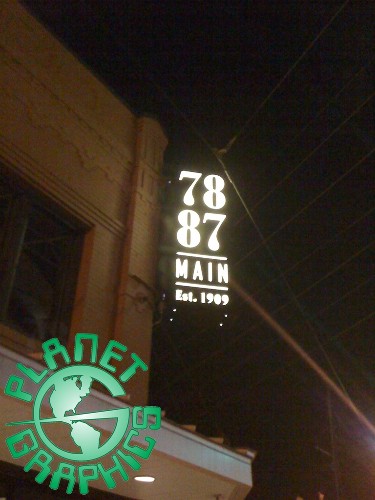 78
87
MAIN
Est. 1909
PLANET
GRAPHICS